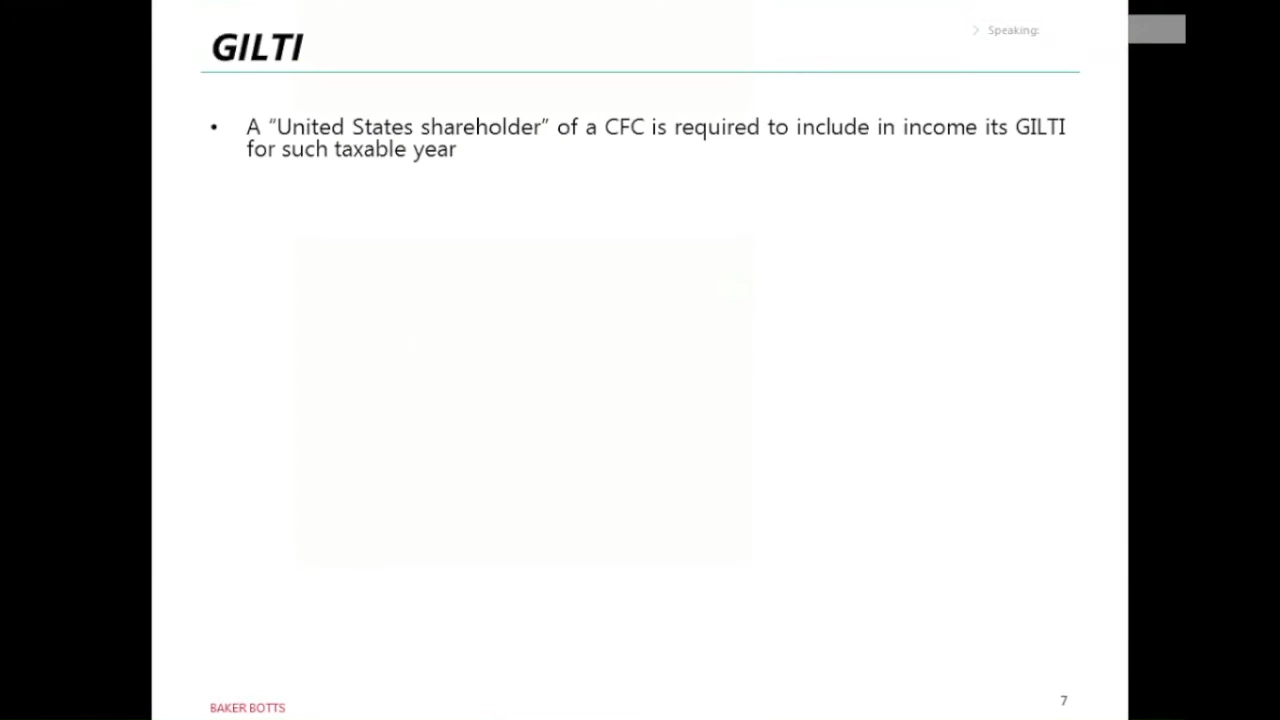 Speaking:
GILTI
• A “United States shareholder” of a CFC is required to include in income its GILTI
for such taxable year
BAKER BOTTS
7